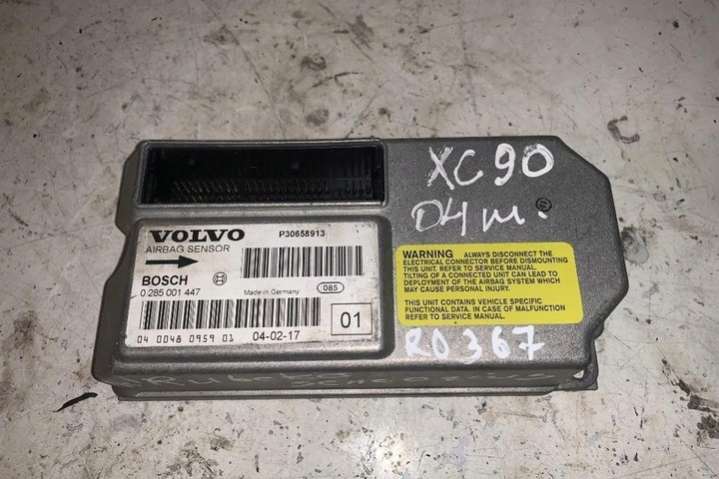 XC90
04 m.
VOLVO
P30658913
AIRBAG SENSOR
BOSCH
0 285 001 447
Made in Germany
085
04 0048 0959 01
04-02-17
01
WARNING ALWAYS DISCONNECT THE
ELECTRICAL CONNECTOR BEFORE DISMOUNTING
THIS UNIT. REFER TO SERVICE MANUAL.
TILTING OF A CONNECTED UNIT CAN LEAD TO
DEPLOYMENT OF THE AIRBAG SYSTEM WHICH
MAY CAUSE PERSONAL INJURY.
THIS UNIT CONTAINS VEHICLE SPECIFIC
FUNCTIONAL DATA. IN CASE OF MALFUNCTION
REFER TO SERVICE MANUAL.
RO 367